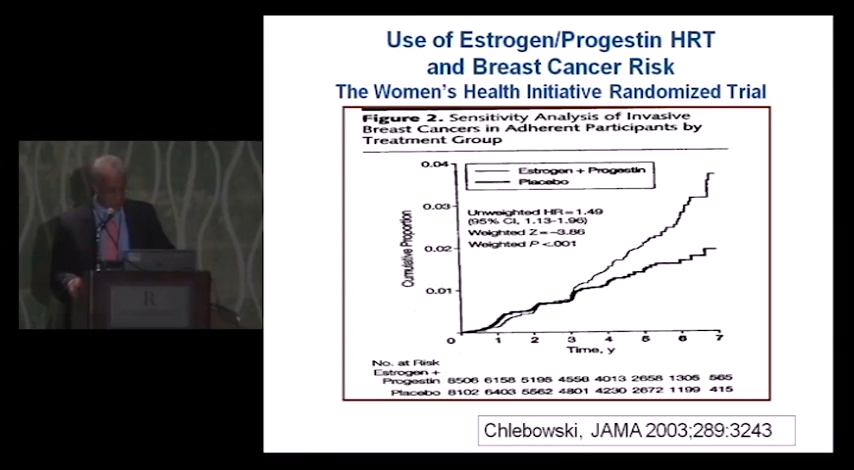 Use of Estrogen/Progestin HRT
and Breast Cancer Risk
The Women's Health Initiative Randomized Trial
Figure 2. Sensitivity Analysis of Invasive
Breast Cancers in Adherent Participants by
Treatment Group
0.04
Estrogen + Progestin
Placebo
0.03
Unweighted HR=1.49
(95% CI, 1.13-1.96)
Weighted Z=-3.86
Weighted P <.001
Cumulative Proportion
0.02
0.01
0 1 2 3 4 5 6 7
Time, y
No. at Risk
Estrogen +
Progestin 8506 6158 5195 4556 4013 2658 1305 565
Placebo 8102 6403 5562 4801 4230 2672 1199 415
Chlebowski, JAMA 2003;289:3243
R